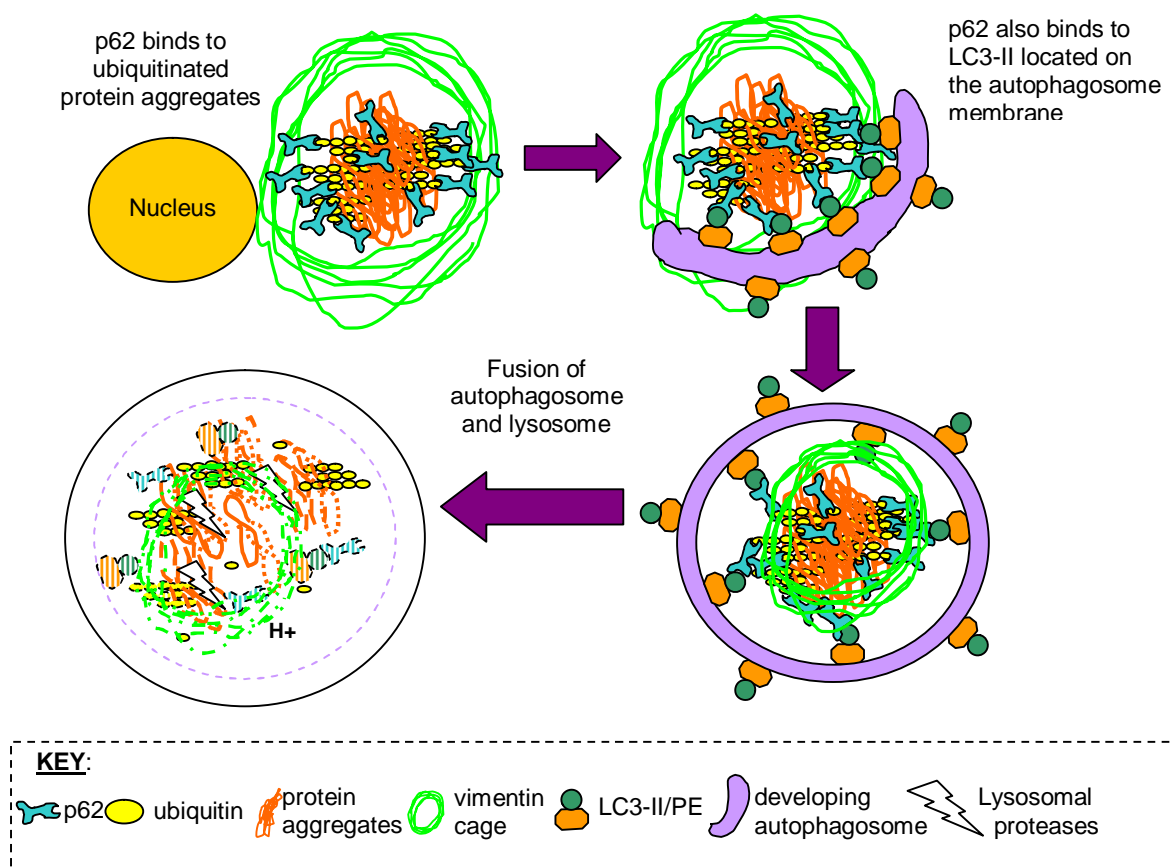 p62 binds to
ubiquitinated
protein aggregates
p62 also binds to
LC3-II located on
the autophagosome
membrane
Nucleus
Fusion of
autophagosome
and lysosome
H+
KEY:
p62
ubiquitin
protein
aggregates
vimentin
cage
LC3-II/PE
developing
autophagosome
Lysosomal
proteases